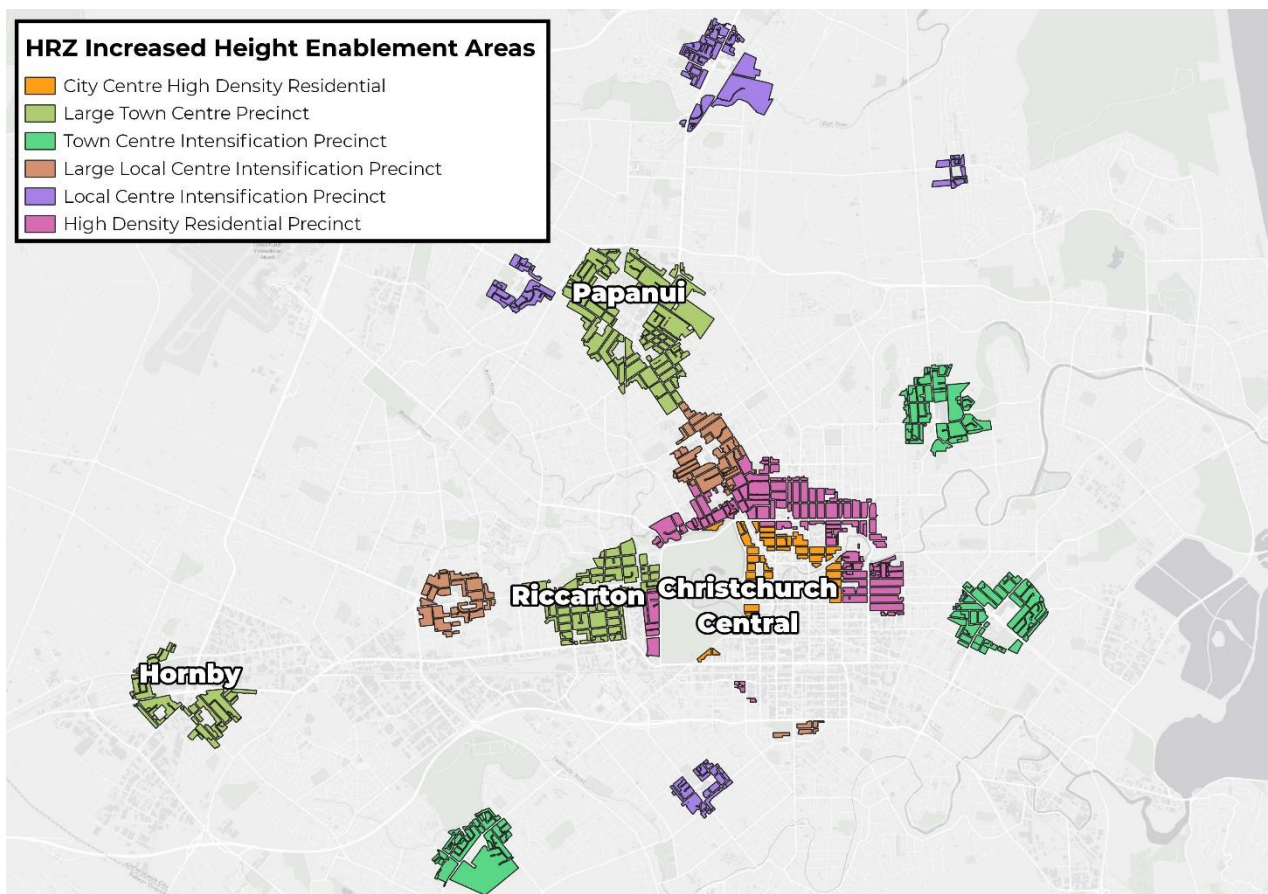 HRZ Increased Height Enablement Areas
City Centre High Density Residential
Large Town Centre Precinct
Town Centre Intensification Precinct
Large Local Centre Intensification Precinct
Local Centre Intensification Precinct
High Density Residential Precinct
Papanui
Riccarton
Christchurch
Central
Hornby